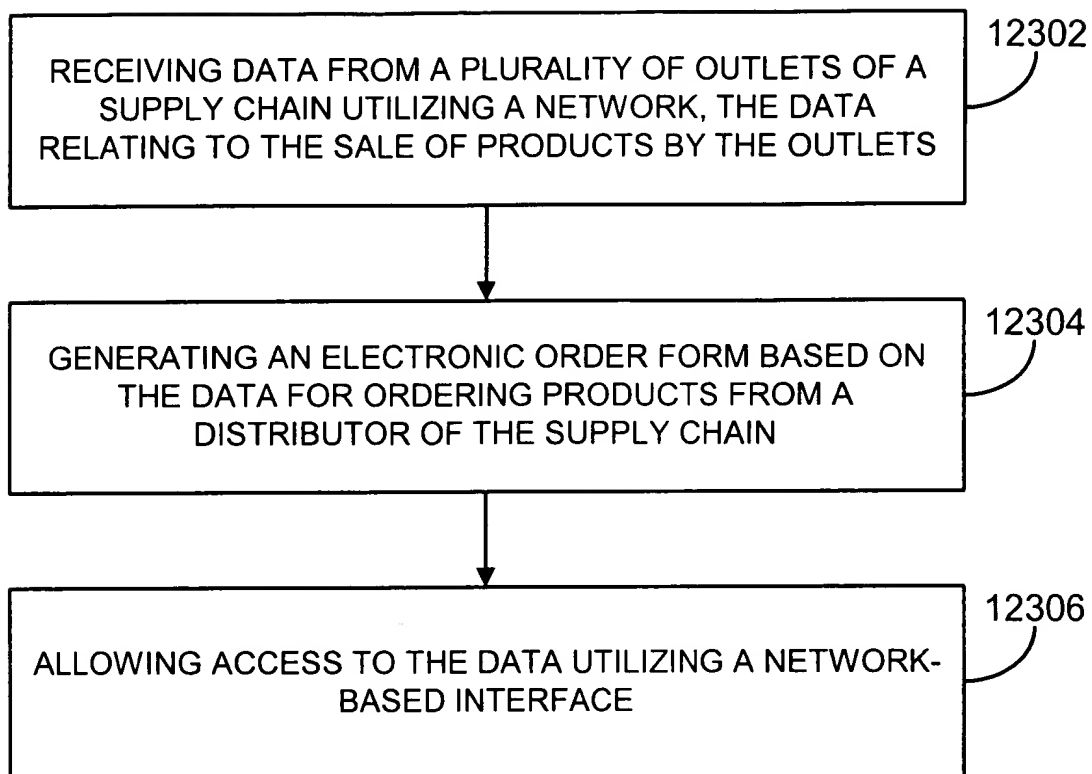 12302
RECEIVING DATA FROM A PLURALITY OF OUTLETS OF A
SUPPLY CHAIN UTILIZING A NETWORK, THE DATA
RELATING TO THE SALE OF PRODUCTS BY THE OUTLETS
12304
GENERATING AN ELECTRONIC ORDER FORM BASED ON
THE DATA FOR ORDERING PRODUCTS FROM A
DISTRIBUTOR OF THE SUPPLY CHAIN
12306
ALLOWING ACCESS TO THE DATA UTILIZING A NETWORK-
BASED INTERFACE